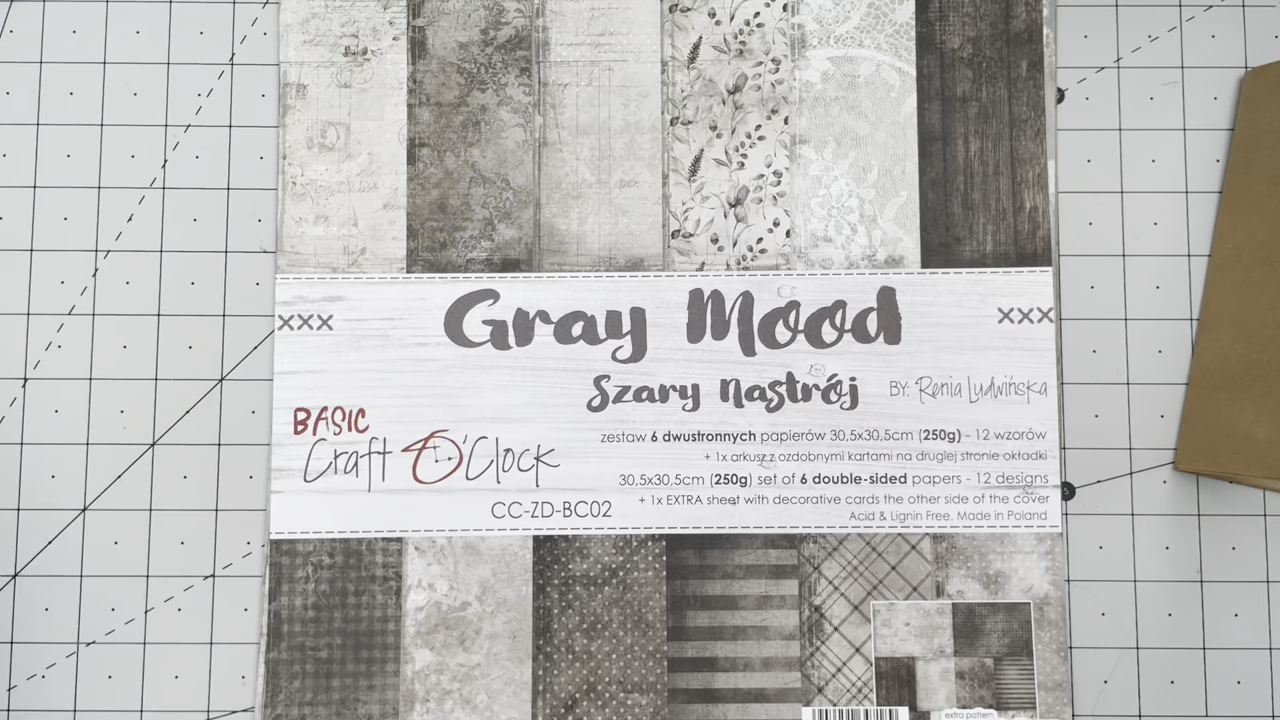 Gray Mood
xxx
xxx
Szary Nastrój
BY: Renia Ludwińska
BASIC
Craft O'Clock
zestaw 6 dwustronnych papierów 30,5x30,5cm (250g) - 12 wzorów
+ 1x arkusz z ozdobnymi kartami na drugiej stronie okładki
30,5x30,5cm (250g) set of 6 double-sided papers - 12 designs
+ 1x EXTRA sheet with decorative cards the other side of the cover
CC-ZD-BC02
Acid & Lignin Free. Made in Poland
5
extra pattern